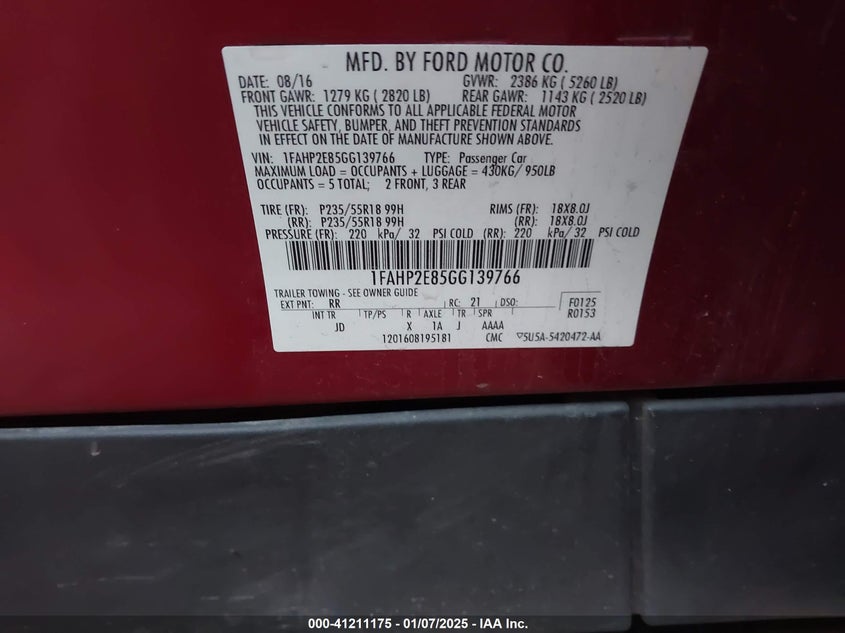 MFD. BY FORD MOTOR CO.
DATE: 08/16 GVWR: 2386 KG ( 5260 LB)
FRONT GAWR: 1279 KG ( 2820 LB) REAR GAWR: 1143 KG ( 2520 LB)
THIS VEHICLE CONFORMS TO ALL APPLICABLE FEDERAL MOTOR
VEHICLE SAFETY, BUMPER, AND THEFT PREVENTION STANDARDS
IN EFFECT ON THE DATE OF MANUFACTURE SHOWN ABOVE.
VIN: 1FAHP2E85GG139766 TYPE: Passenger Car
MAXIMUM LOAD = OCCUPANTS + LUGGAGE = 430KG/ 950LB
OCCUPANTS = 5 TOTAL; 2 FRONT, 3 REAR
TIRE (FR): P235/55R18 99H RIMS (FR): 18X8.0J
(RR): P235/55R18 99H (RR): 18X8.0J
PRESSURE (FR): 220 kPa/ 32 PSI COLD (RR): 220 kPa/ 32 PSI COLD
1FAHP2E85GG139766
TRAILER TOWING - SEE OWNER GUIDE
EXT PNT: RR RC: 21 DSO: F0125
INT TR TP/PS R AXLE TR SPR R0153
JD X 1A J AAAA
1201608195181 CMC 5U5A-5420472-AA
000-41211175 — 01/07/2025 — IAA Inc.